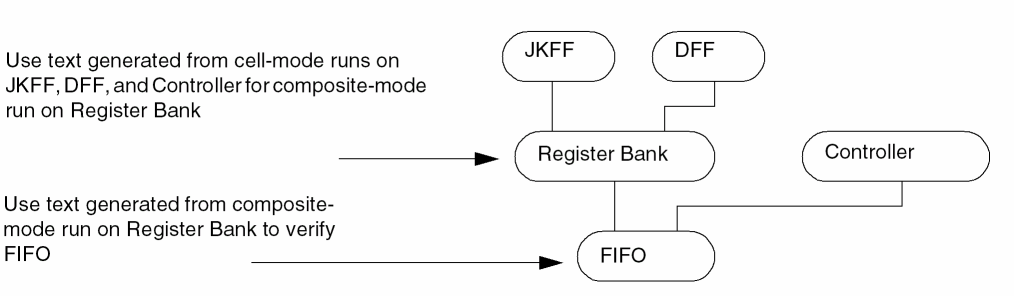 Use text generated from cell-mode runs on
JKFF, DFF, and Controller for composite-mode
run on Register Bank
JKFF
DFF
Register Bank
Controller
Use text generated from composite-
mode run on Register Bank to verify
FIFO
FIFO